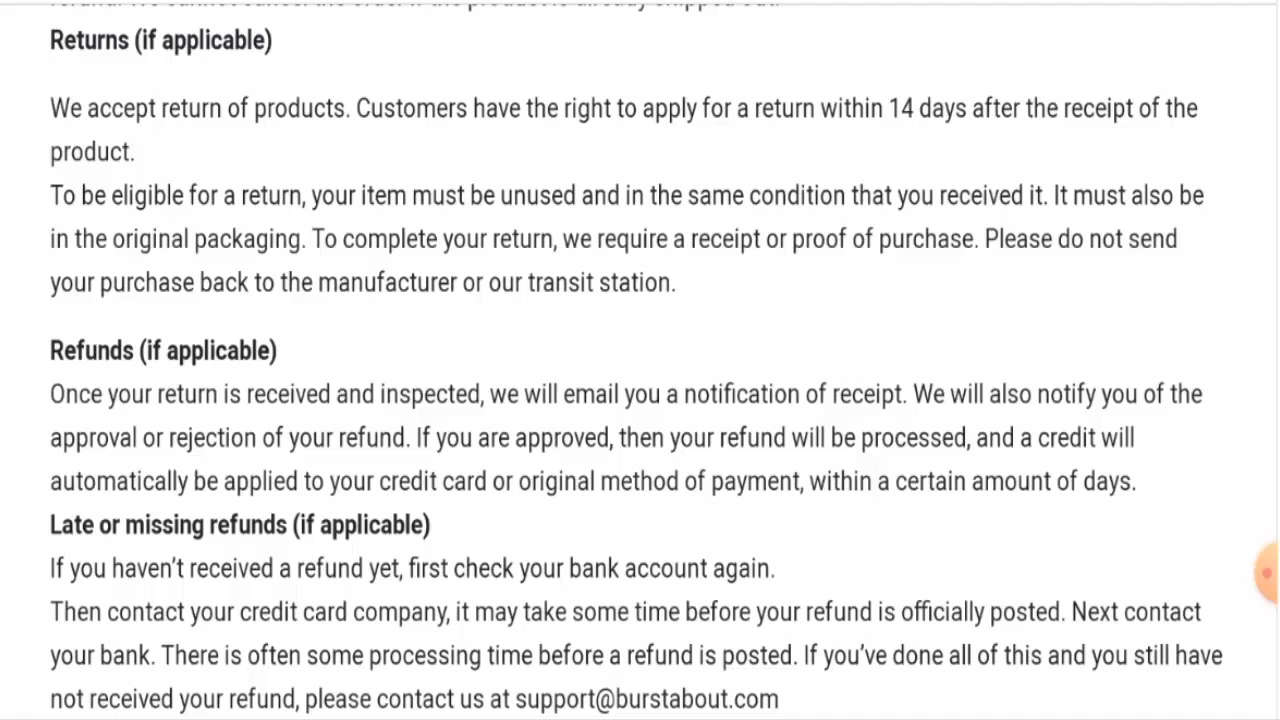 Returns (if applicable)
We accept return of products. Customers have the right to apply for a return within 14 days after the receipt of the
product.
To be eligible for a return, your item must be unused and in the same condition that you received it. It must also be
in the original packaging. To complete your return, we require a receipt or proof of purchase. Please do not send
your purchase back to the manufacturer or our transit station.
Refunds (if applicable)
Once your return is received and inspected, we will email you a notification of receipt. We will also notify you of the
approval or rejection of your refund. If you are approved, then your refund will be processed, and a credit will
automatically be applied to your credit card or original method of payment, within a certain amount of days.
Late or missing refunds (if applicable)
If you haven’t received a refund yet, first check your bank account again.
Then contact your credit card company, it may take some time before your refund is officially posted. Next contact
your bank. There is often some processing time before a refund is posted. If you’ve done all of this and you still have
not received your refund, please contact us at support@burstabout.com